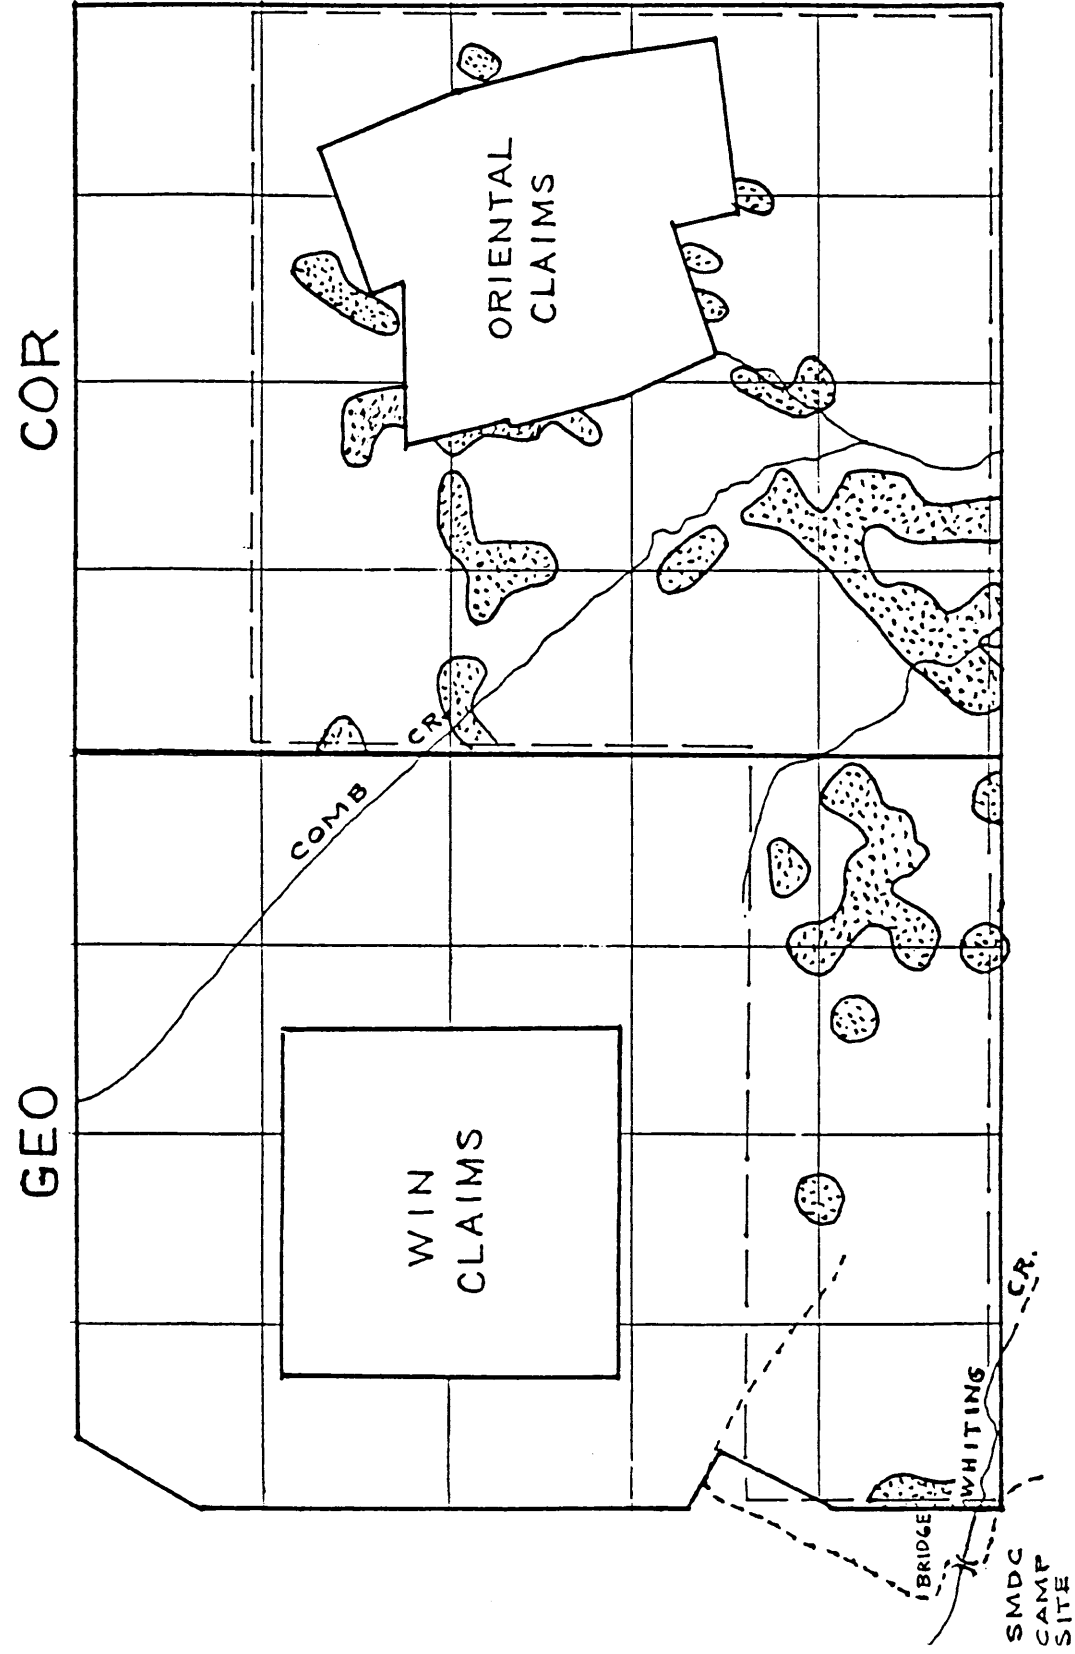 GEO
COR
COMB CR.
ORIENTAL
CLAIMS
WIN
CLAIMS
WHITING CR.
BRIDGE
SMDC
CAMP
SITE